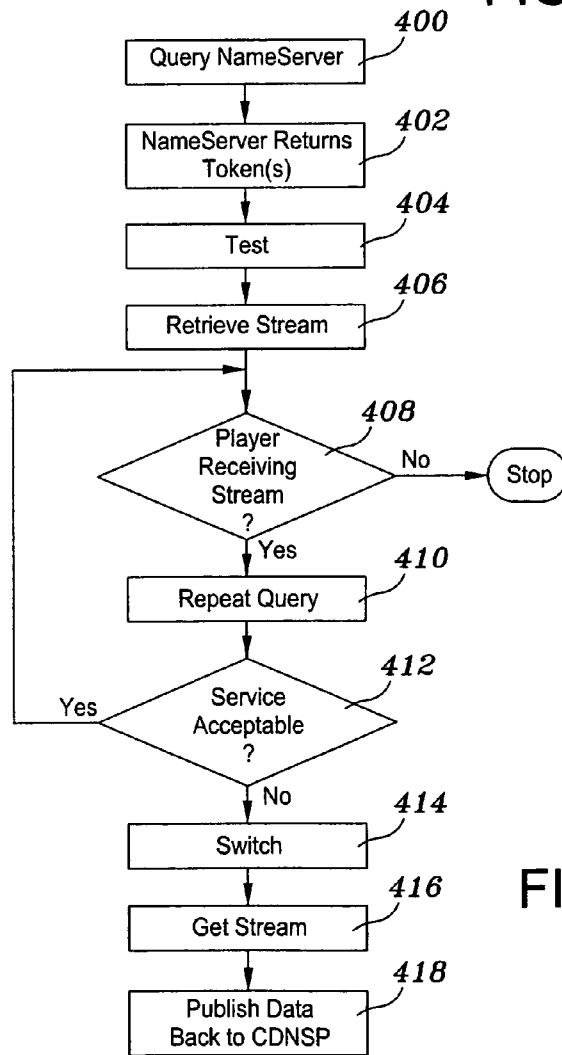 400
Query NameServer
402
NameServer Returns
Token(s)
404
Test
406
Retrieve Stream
408
Player
Receiving
Stream
?
No
Stop
Yes
410
Repeat Query
412
Service
Acceptable
?
Yes
No
414
Switch
416
Get Stream
FI
418
Publish Data
Back to CDNSP